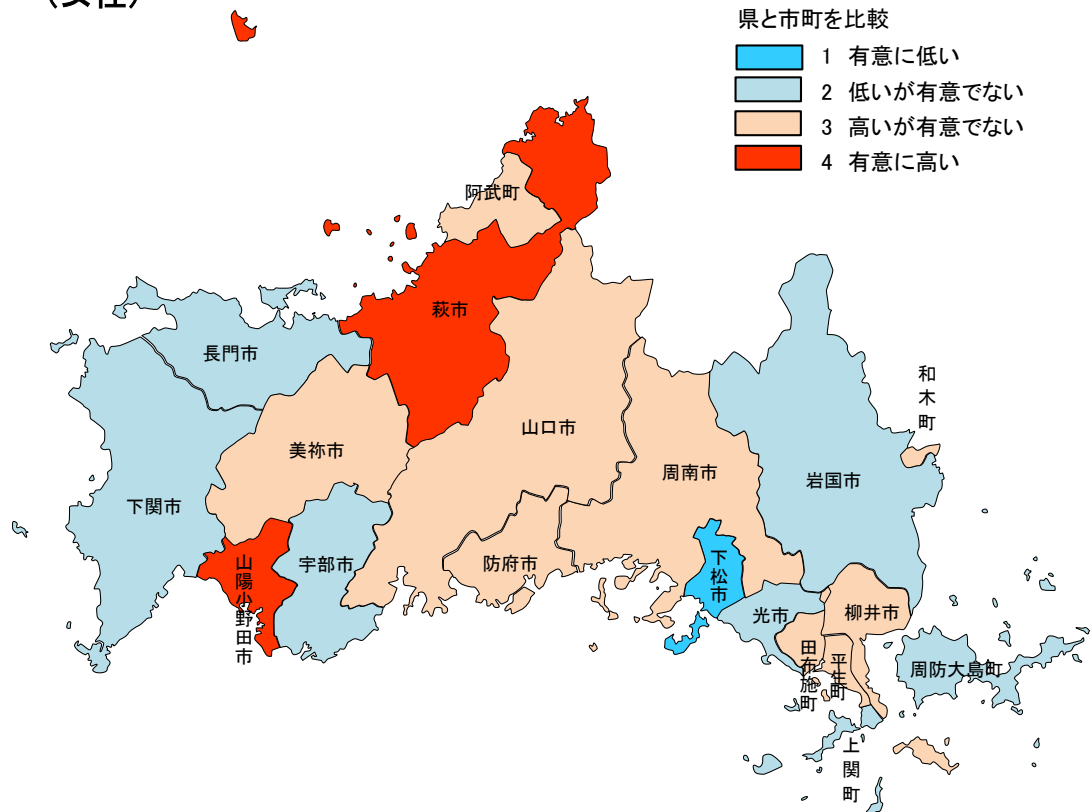 (女性)
県と市町を比較
1 有意に低い
2 低いが有意でない
3 高いが有意でない
4 有意に高い
阿武町
萩市
長門市
和木町
山口市
美祢市
周南市
岩国市
下関市
宇部市
防府市
山陽小野田市
下松市
光市
柳井市
田布施町
平生町
周防大島町
上関町